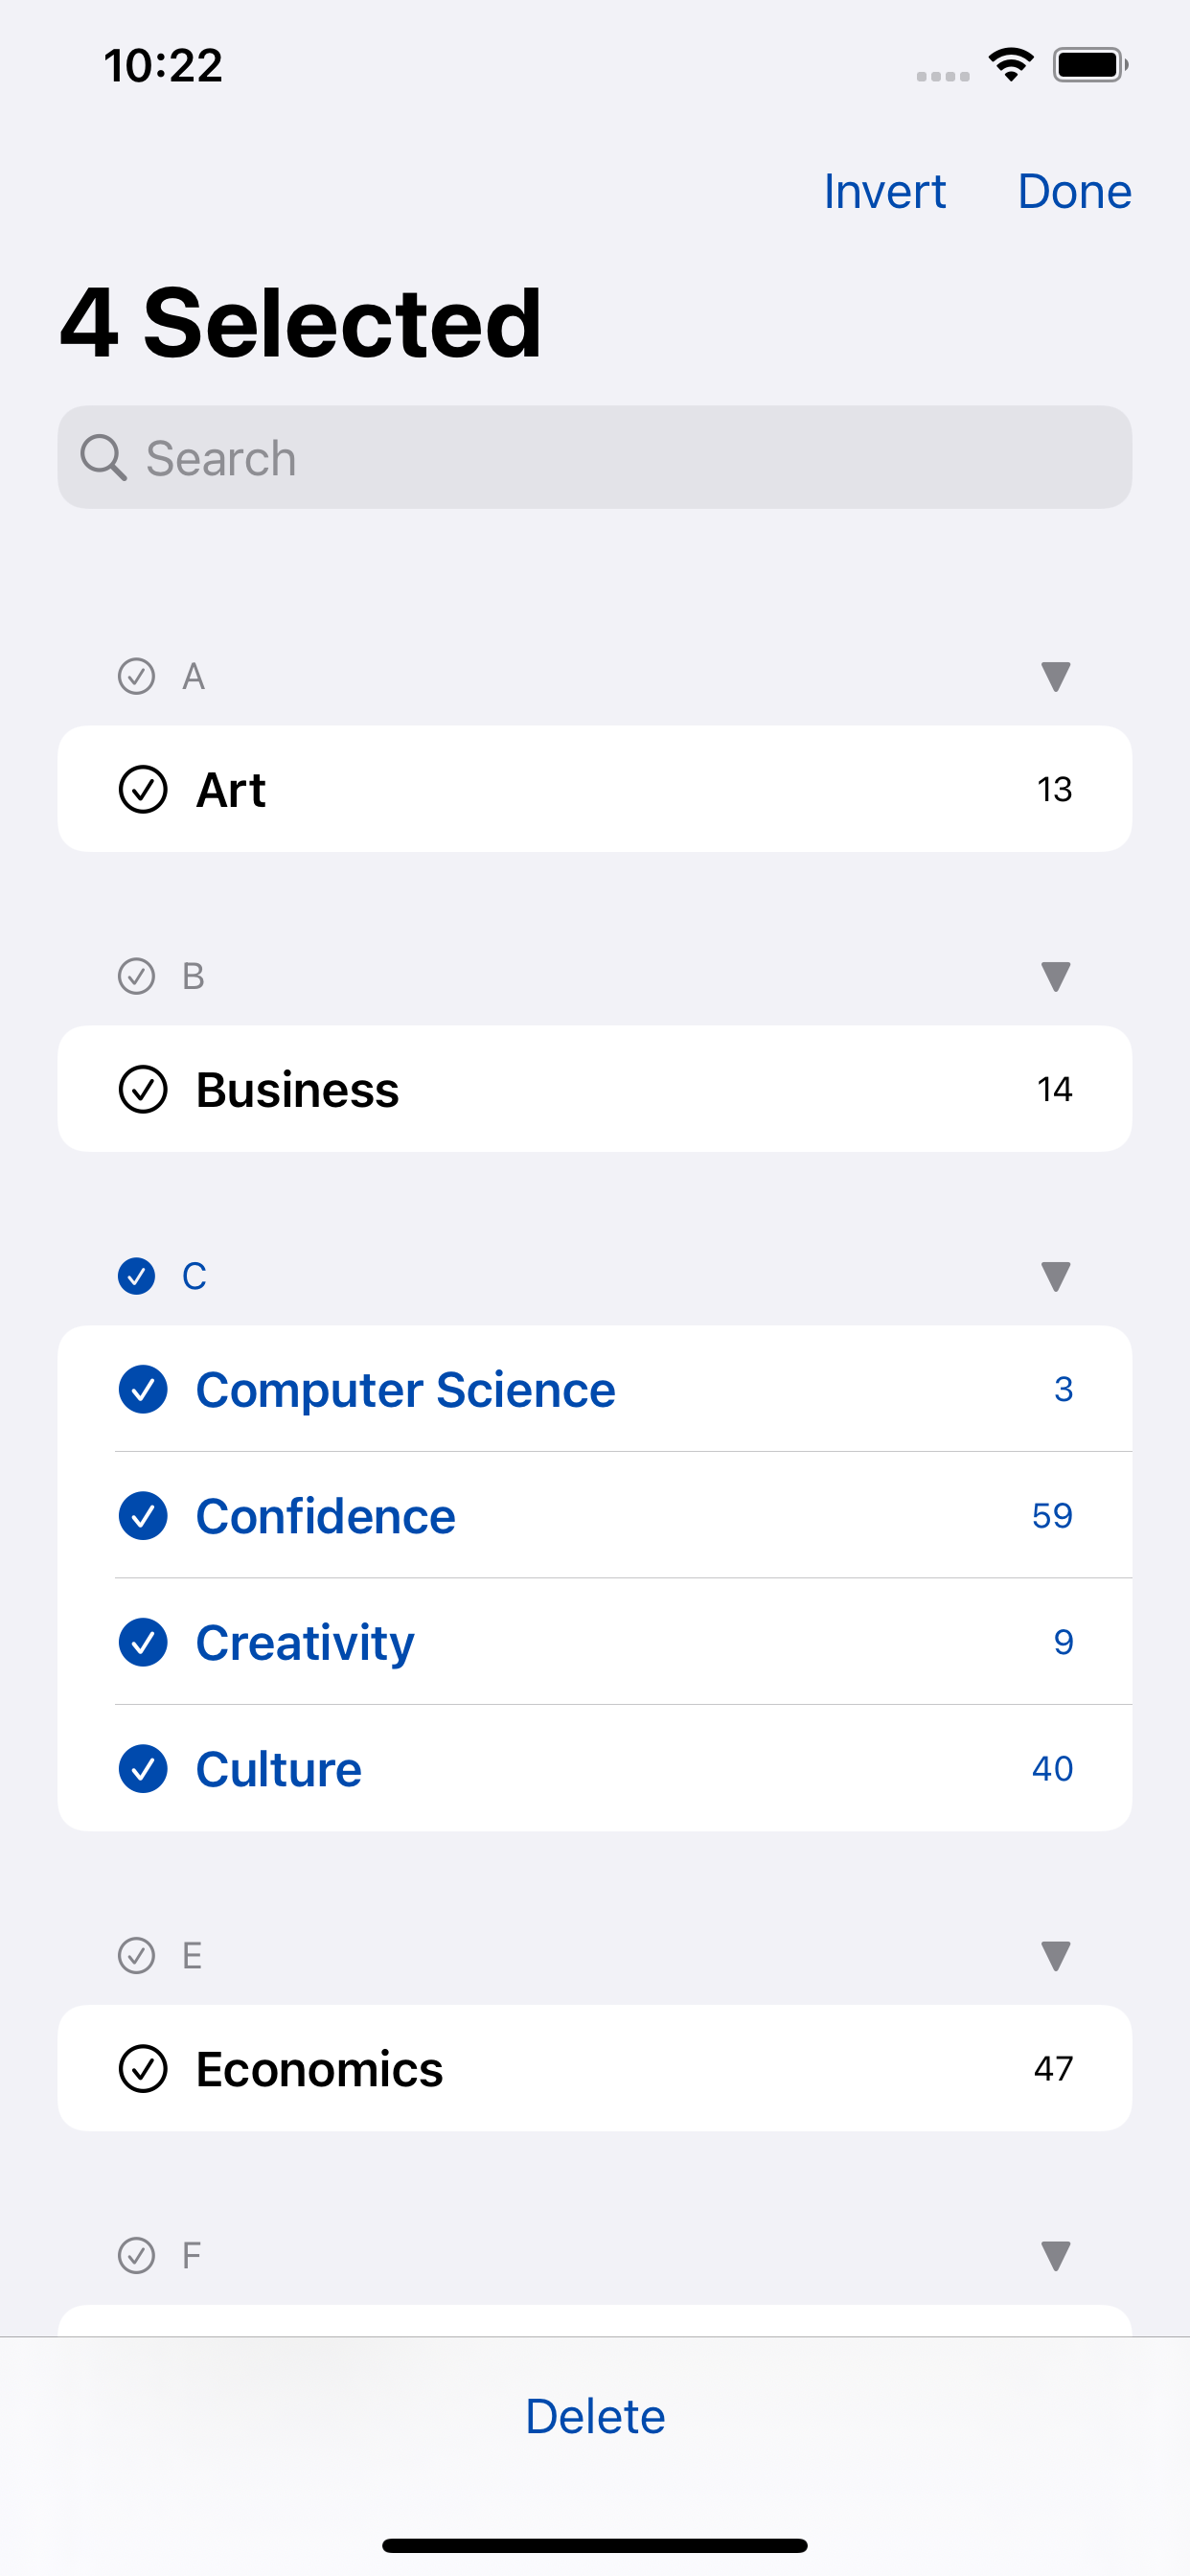 10:22
Invert Done
4 Selected
Search
A
Art 13
B
Business 14
C
Computer Science 3
Confidence 59
Creativity 9
Culture 40
E
Economics 47
F
Delete